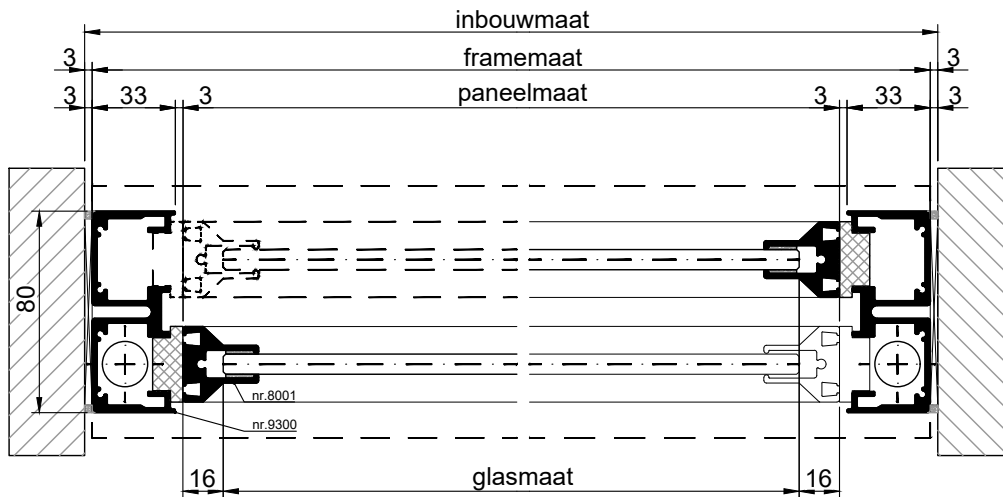 inbouwmaat
3 framemaat 3
3 33 3 paneelmaat 3 33 3
80
nr.8001
nr.9300
16 glasmaat 16